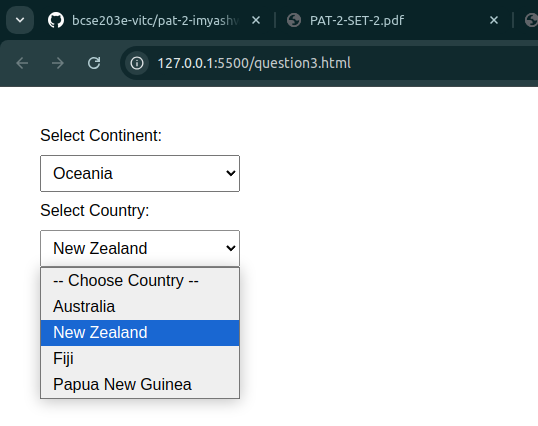 bcse203e-vitc/pat-2-imyash
PAT-2-SET-2.pdf
127.0.0.1:5500/question3.html
Select Continent:
Oceania
Select Country:
New Zealand
-- Choose Country --
Australia
New Zealand
Fiji
Papua New Guinea